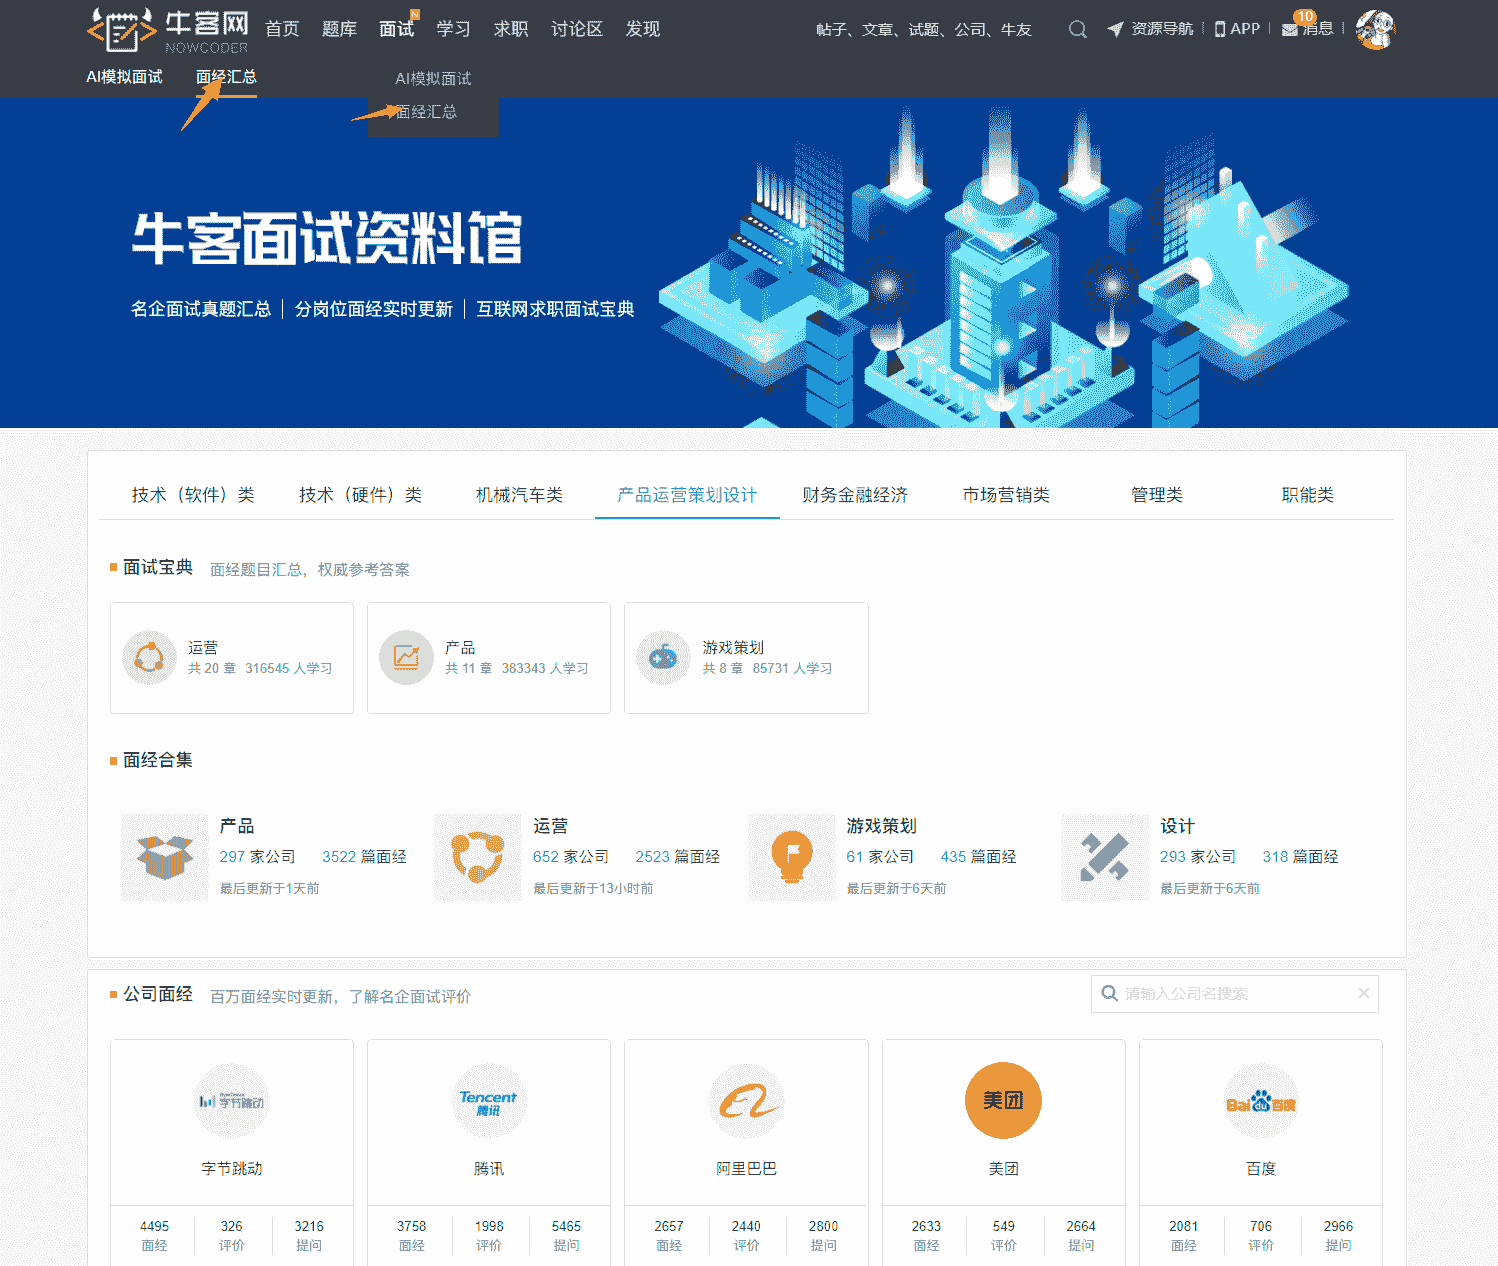 牛客网
NOWCODER
首页 题库 面试 N 学习 求职 讨论区 发现
帖子、文章、试题、公司、牛友
资源导航 APP 10 消息
AI模拟面试 面经汇总
AI模拟面试
面经汇总
牛客面试资料馆
名企面试真题汇总 | 分岗位面经实时更新 | 互联网求职面试宝典
技术（软件）类 技术（硬件）类 机械汽车类 产品运营策划设计 财务金融经济 市场营销类 管理类 职能类
面试宝典 面经题目汇总，权威参考答案
运营
共 20 章 316545 人学习
产品
共 11 章 383343 人学习
游戏策划
共 8 章 85731 人学习
面经合集
产品
297 家公司 3522 篇面经
最后更新于1天前
运营
652 家公司 2523 篇面经
最后更新于13小时前
游戏策划
61 家公司 435 篇面经
最后更新于6天前
设计
293 家公司 318 篇面经
最后更新于6天前
公司面经 百万面经实时更新，了解名企面试评价
请输入公司名搜索
字节跳动
字节跳动
4495 326 3216
面经 评价 提问
Tencent
腾讯
腾讯
3758 1998 5465
面经 评价 提问
阿里巴巴
2657 2440 2800
面经 评价 提问
美团
美团
2633 549 2664
面经 评价 提问
Baidu百度
百度
2081 706 2966
面经 评价 提问